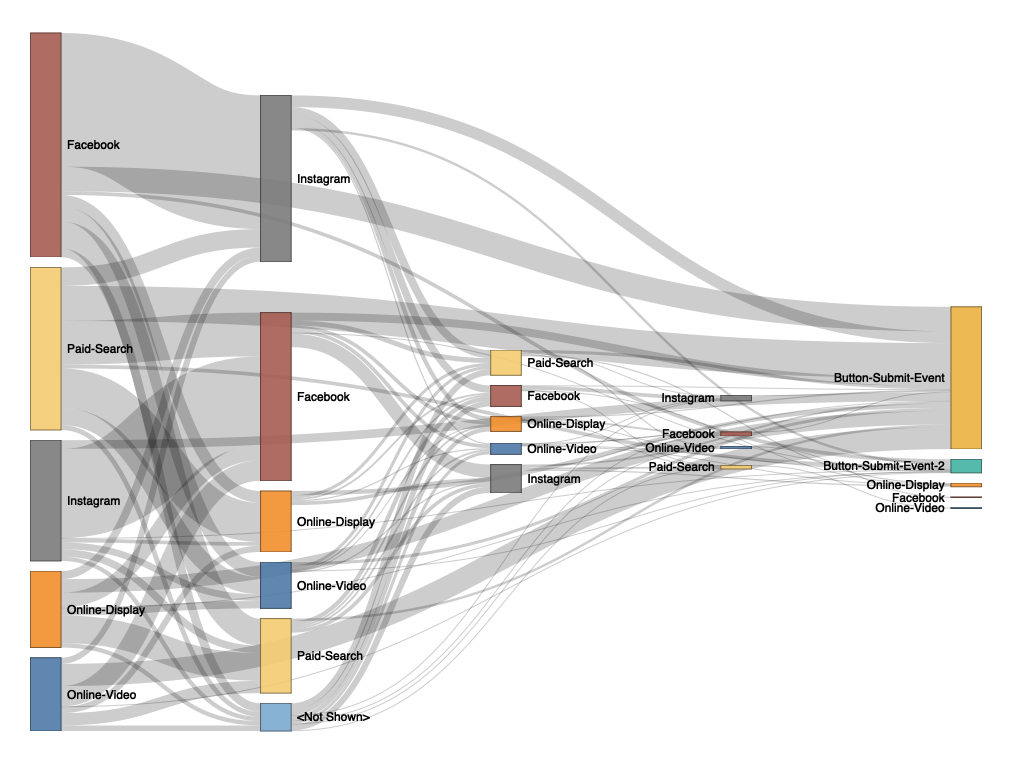 Facebook
Paid-Search
Instagram
Online-Display
Online-Video
Instagram
Facebook
Online-Display
Online-Video
Paid-Search
<Not Shown>
Paid-Search
Facebook
Online-Display
Online-Video
Instagram
Instagram
Facebook
Online-Video
Paid-Search
Button-Submit-Event
Button-Submit-Event-2
Online-Display
Facebook
Online-Video